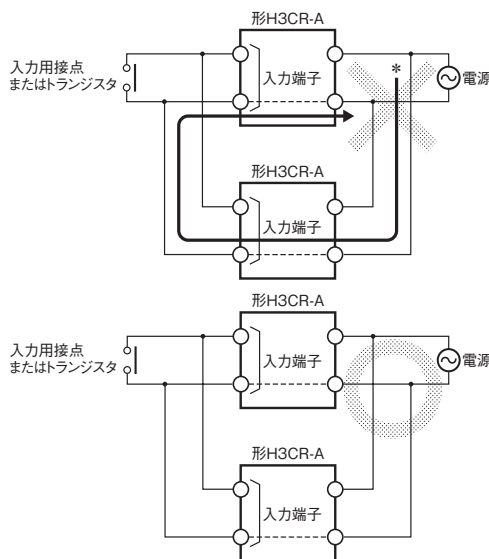 形H3CR-A
入力用接点
またはトランジスタ
入力端子
*
電源
形H3CR-A
入力端子
形H3CR-A
入力用接点
またはトランジスタ
入力端子
電源
形H3CR-A
入力端子